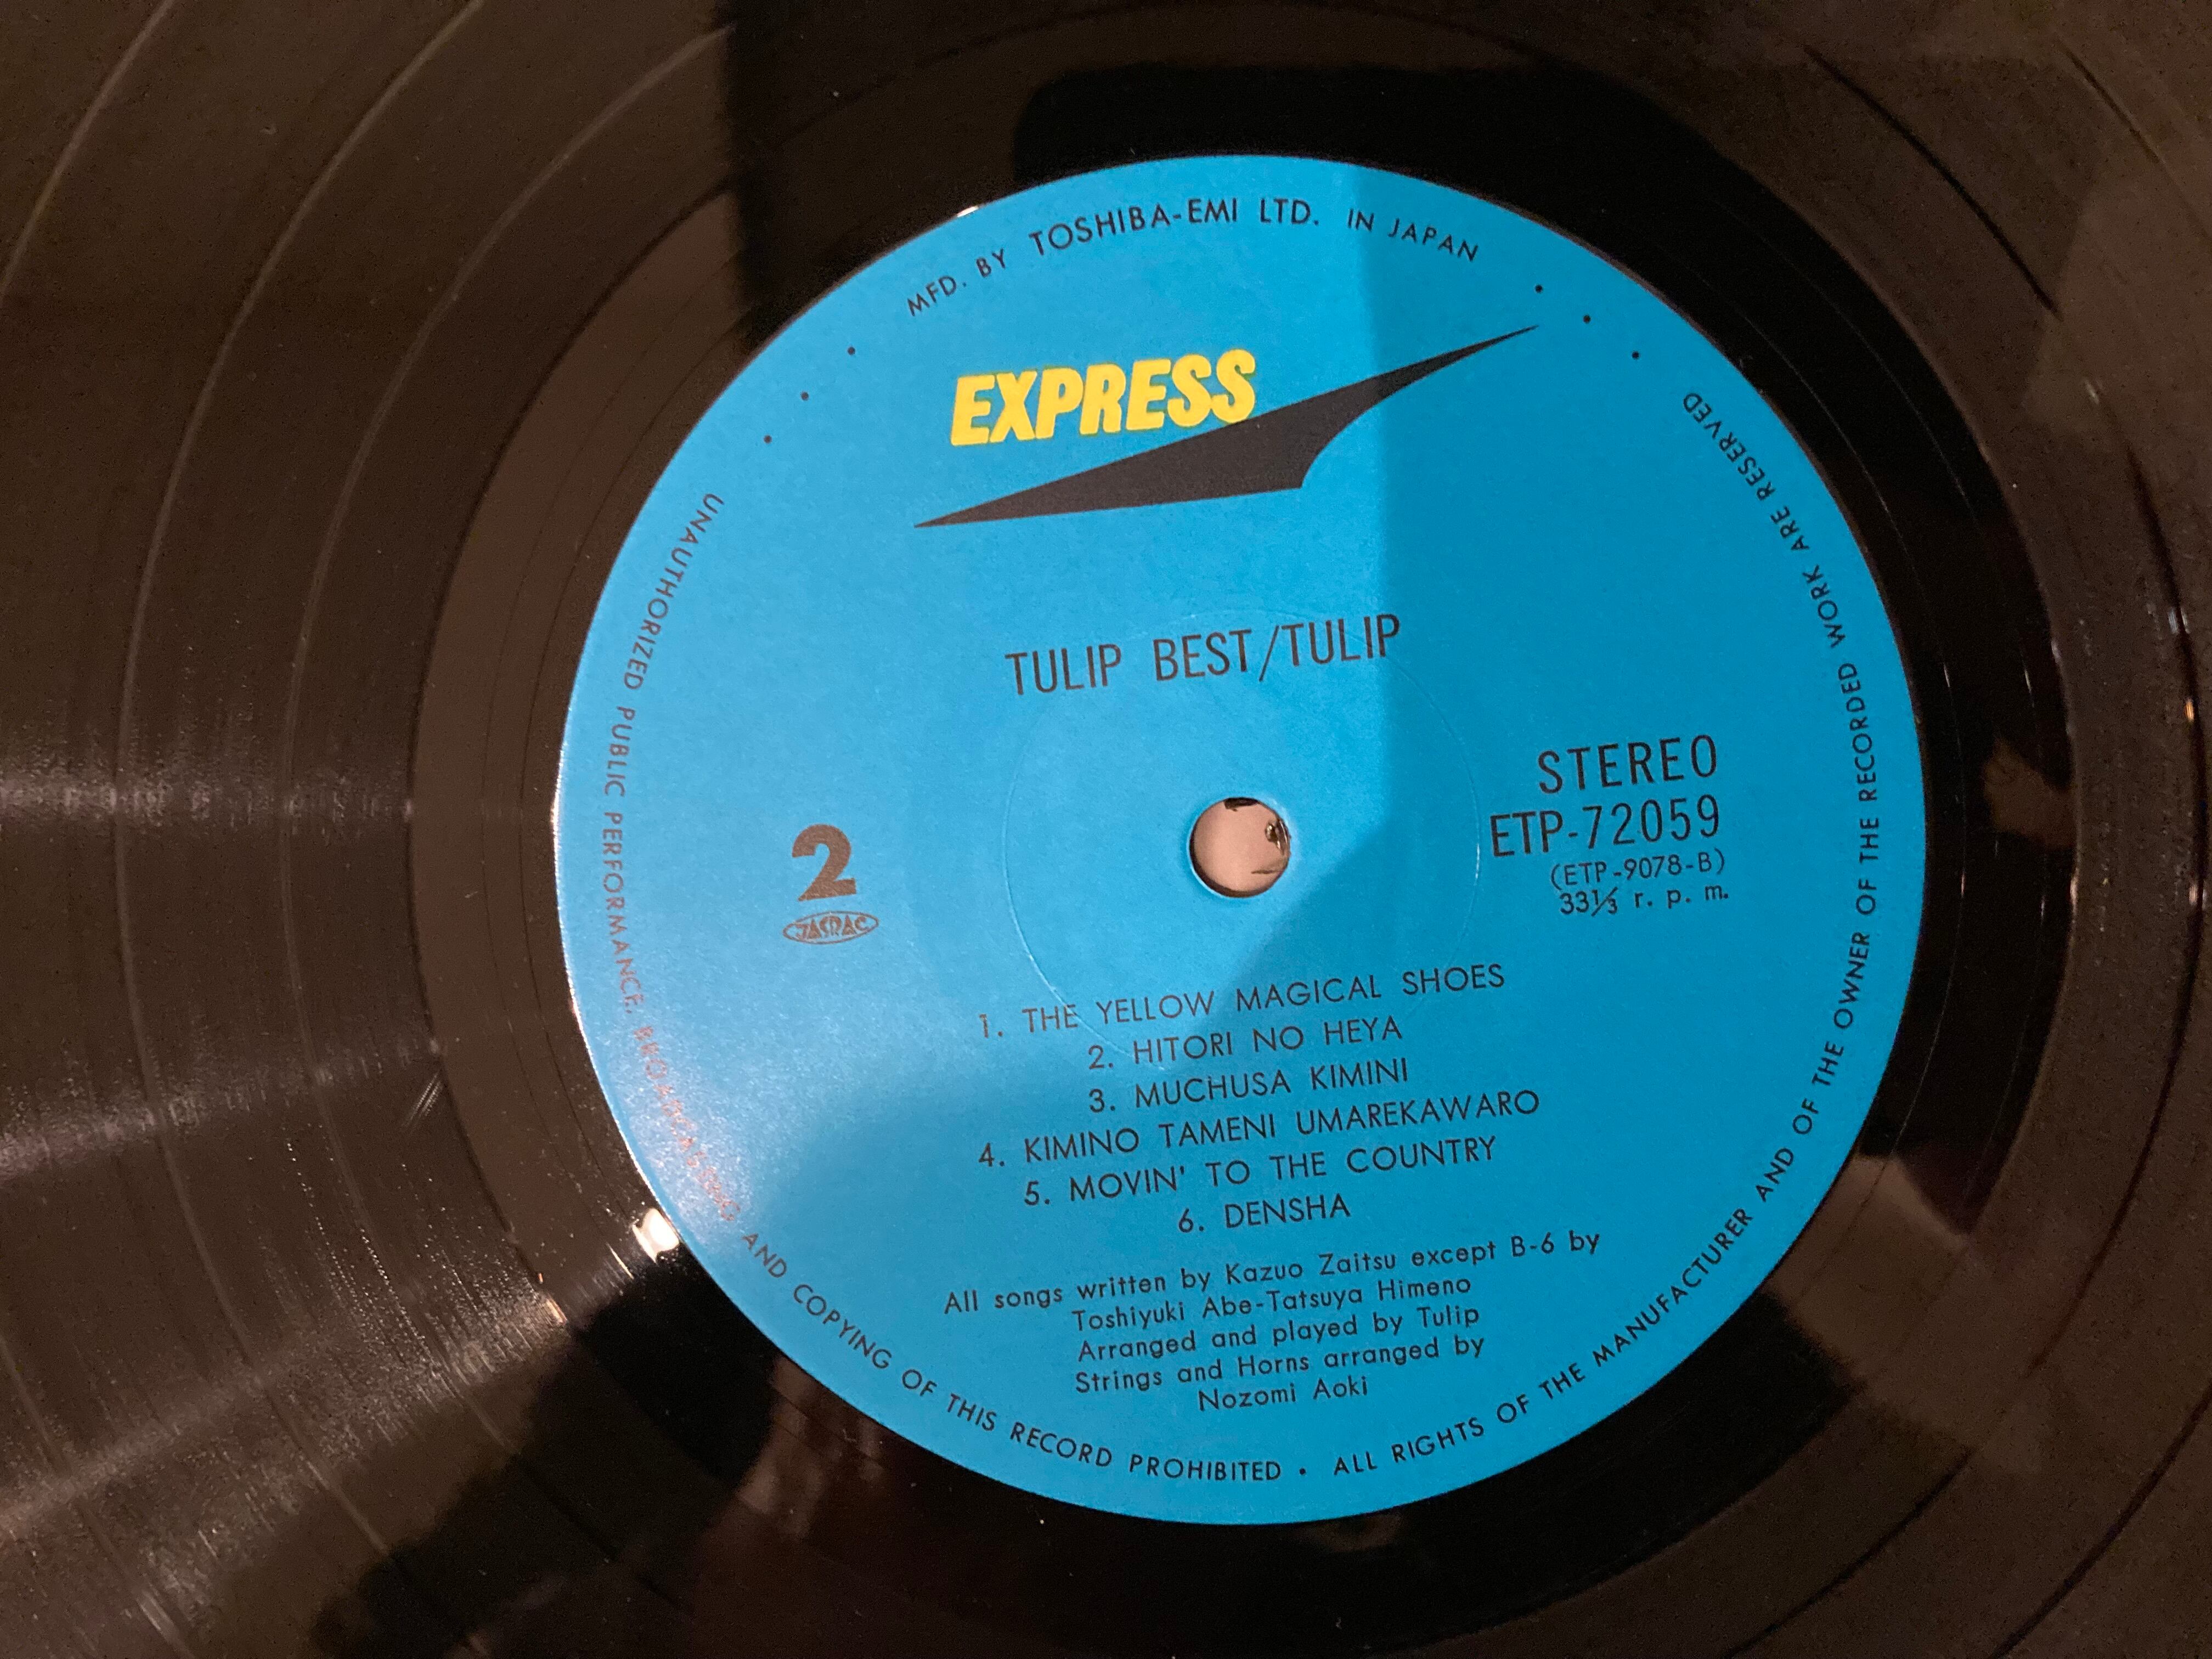 MFD. BY TOSHIBA-EMI LTD. IN JAPAN
EXPRESS
TULIP BEST/TULIP
STEREO
ETP-72059
(ETP-9078-B)
33⅓ r. p. m.
2
JASRAC
1. THE YELLOW MAGICAL SHOES
2. HITORI NO HEYA
3. MUCHUSA KIMINI
4. KIMINO TAMENI UMAREKAWARO
5. MOVIN' TO THE COUNTRY
6. DENSHA
All songs written by Kazuo Zaitsu except B-6 by
Toshiyuki Abe-Tatsuya Himeno
Arranged and played by Tulip
Strings and Horns arranged by
Nozomi Aoki
UNAUTHORIZED PUBLIC PERFORMANCE, BROADCASTING AND COPYING OF THIS RECORD PROHIBITED • ALL RIGHTS OF THE MANUFACTURER AND OF THE OWNER OF THE RECORDED WORK ARE RESERVED